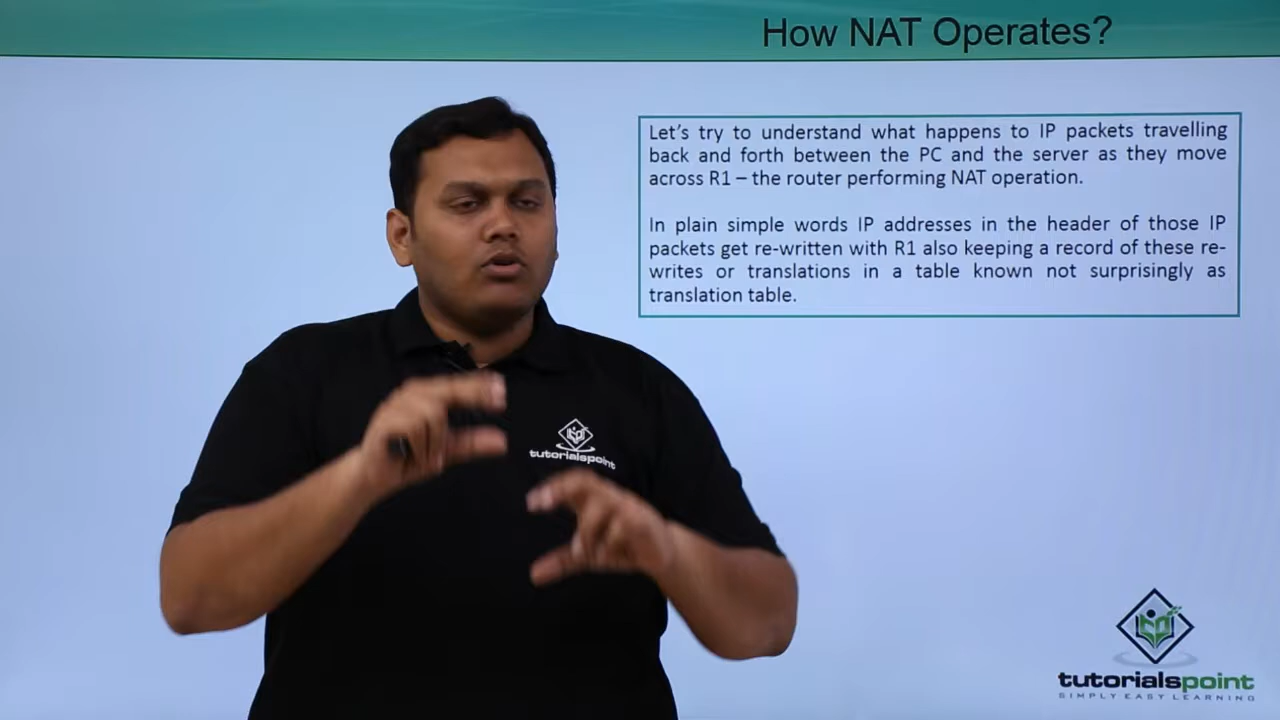 How NAT Operates?
Let's try to understand what happens to IP packets travelling
back and forth between the PC and the server as they move
across R1 – the router performing NAT operation.
In plain simple words IP addresses in the header of those IP
packets get re-written with R1 also keeping a record of these re-
writes or translations in a table known not surprisingly as
translation table.
tutorialspoint
tutorialspoint
SIMPLY EASY LEARNING